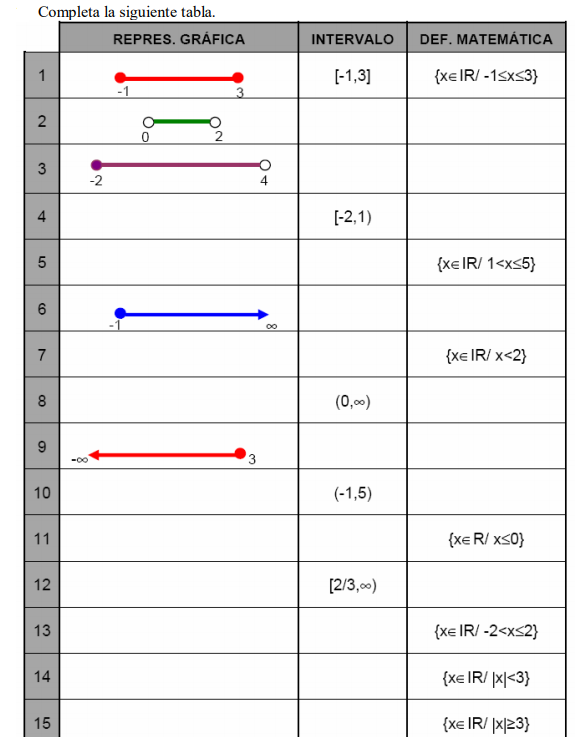 Completa la siguiente tabla.
REPRES. GRÁFICA INTERVALO DEF. MATEMÁTICA
1 -1 3 [-1,3] {x∈IR/ -1≤x≤3}
2 0 2
3 -2 4
4 [-2,1)
5 {x∈IR/ 1<x≤5}
6 -1 ∞
7 {x∈IR/ x<2}
8 (0,∞)
9 -∞ 3
10 (-1,5)
11 {x∈R/ x≤0}
12 [2/3,∞)
13 {x∈IR/ -2<x≤2}
14 {x∈IR/ |x|<3}
15 {x∈IR/ |x|≥3}